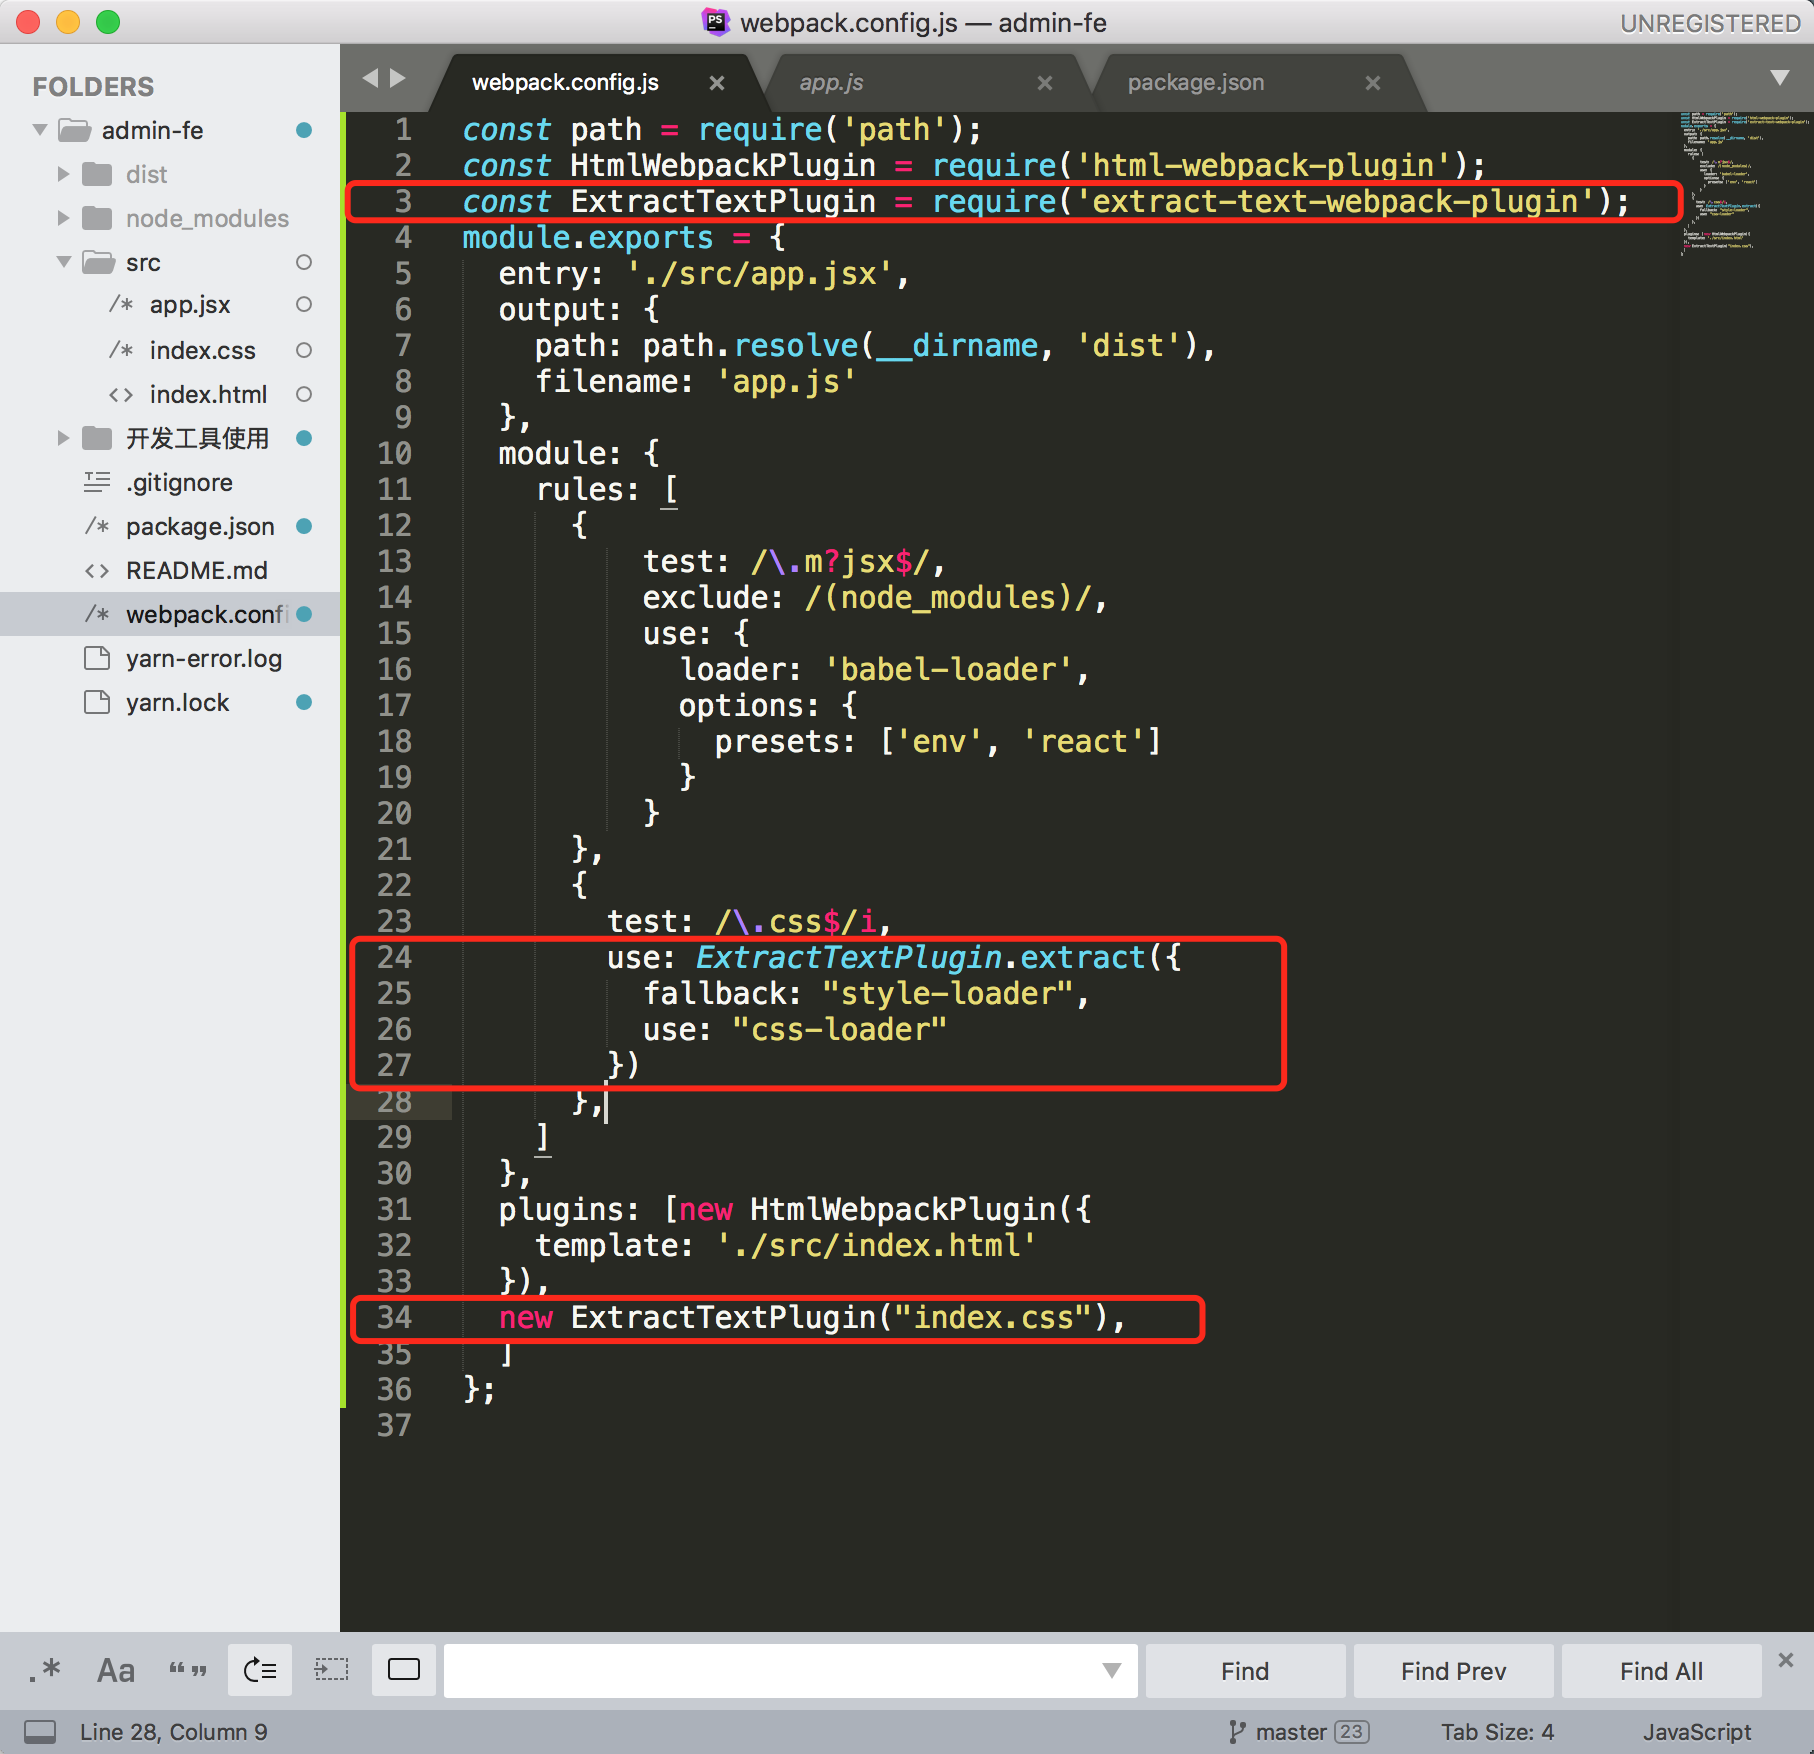 webpack.config.js — admin-fe
UNREGISTERED
FOLDERS
admin-fe
dist
node_modules
src
/* app.jsx
/* index.css
<> index.html
开发工具使用
.gitignore
/* package.json
<> README.md
/* webpack.confi
yarn-error.log
yarn.lock
webpack.config.js ×
app.js ×
package.json ×
1 const path = require('path');
2 const HtmlWebpackPlugin = require('html-webpack-plugin');
3 const ExtractTextPlugin = require('extract-text-webpack-plugin');
4 module.exports = {
5   entry: './src/app.jsx',
6   output: {
7     path: path.resolve(__dirname, 'dist'),
8     filename: 'app.js'
9   },
10   module: {
11     rules: [
12       {
13           test: /\.m?jsx$/,
14           exclude: /(node_modules)/,
15           use: {
16             loader: 'babel-loader',
17             options: {
18               presets: ['env', 'react']
19             }
20           }
21       },
22       {
23         test: /\.css$/i,
24         use: ExtractTextPlugin.extract({
25           fallback: "style-loader",
26           use: "css-loader"
27         })
28       },
29     ]
30   },
31   plugins: [new HtmlWebpackPlugin({
32     template: './src/index.html'
33   }),
34   new ExtractTextPlugin("index.css"),
35   ]
36 };
37
.* Aa “ ” Find Find Prev Find All ×
Line 28, Column 9
master 23
Tab Size: 4
JavaScript